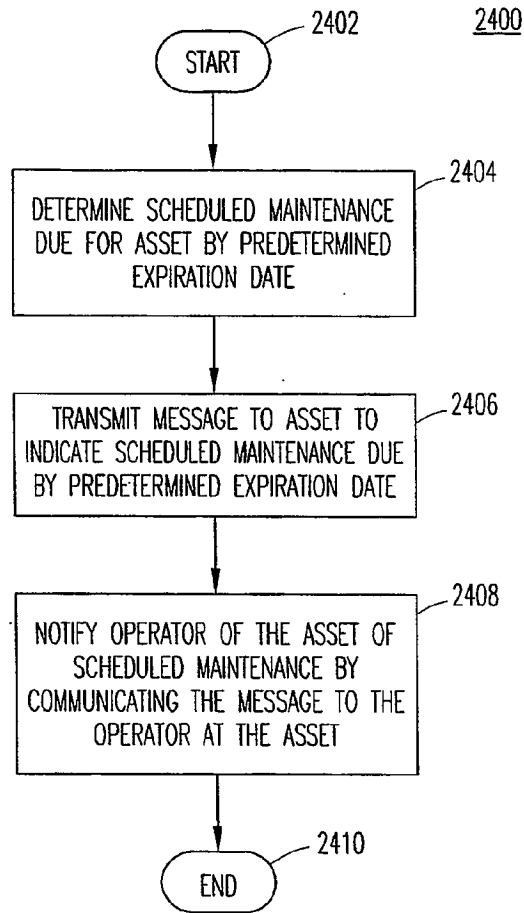 2400
2402
START
2404
DETERMINE SCHEDULED MAINTENANCE
DUE FOR ASSET BY PREDETERMINED
EXPIRATION DATE
2406
TRANSMIT MESSAGE TO ASSET TO
INDICATE SCHEDULED MAINTENANCE DUE
BY PREDETERMINED EXPIRATION DATE
2408
NOTIFY OPERATOR OF THE ASSET OF
SCHEDULED MAINTENANCE BY
COMMUNICATING THE MESSAGE TO THE
OPERATOR AT THE ASSET
2410
END